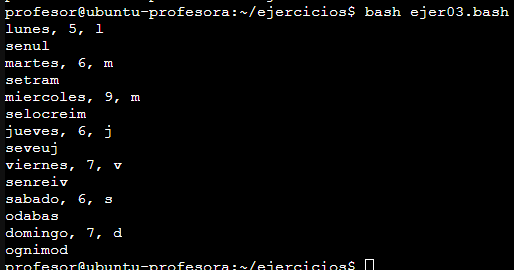 profesor@ubuntu-profesora:~/ejercicios$ bash ejer03.bash
lunes, 5, l
senul
martes, 6, m
setram
miercoles, 9, m
selocreim
jueves, 6, j
seveuj
viernes, 7, v
senreiv
sabado, 6, s
odabas
domingo, 7, d
ognimod
profesor@ubuntu-profesora:~/ejercicios$